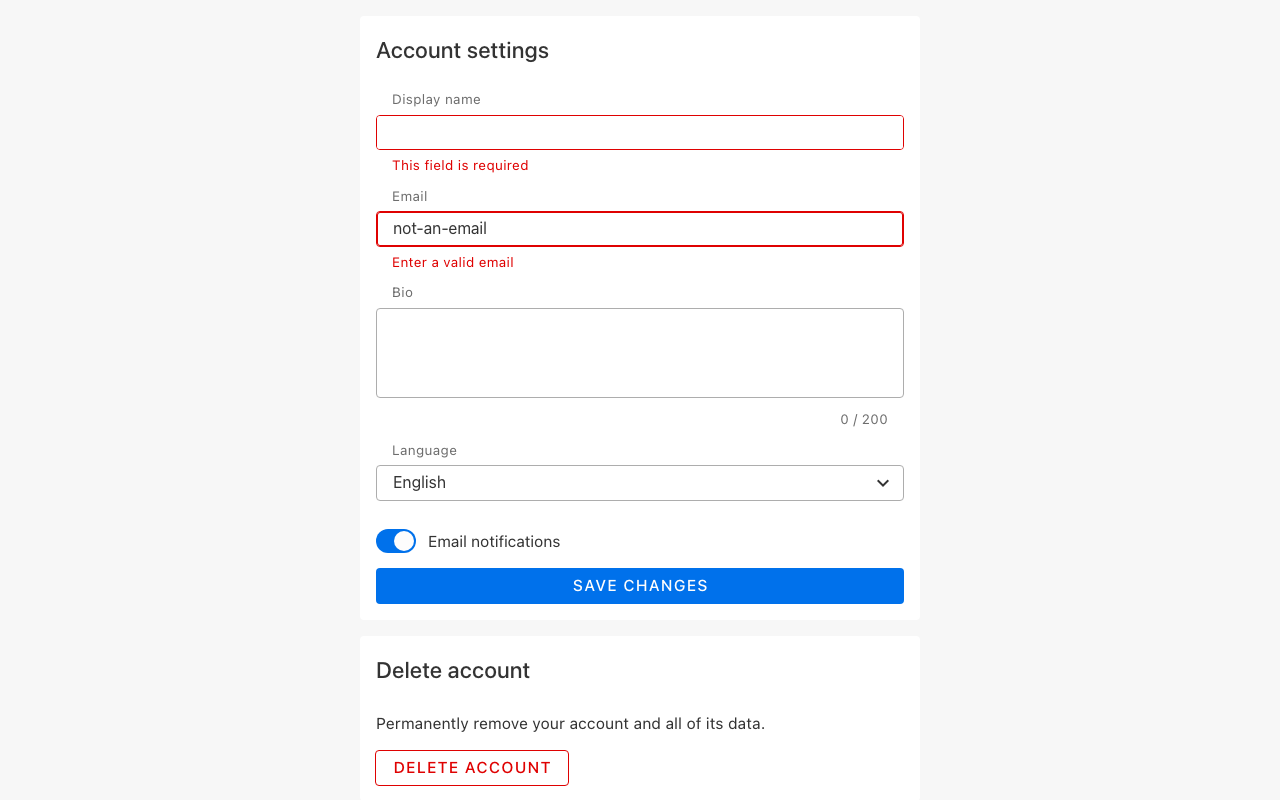 Account settings
Display name
This field is required
Email
not-an-email
Enter a valid email
Bio
0 / 200
Language
English
Email notifications
SAVE CHANGES
Delete account
Permanently remove your account and all of its data.
DELETE ACCOUNT